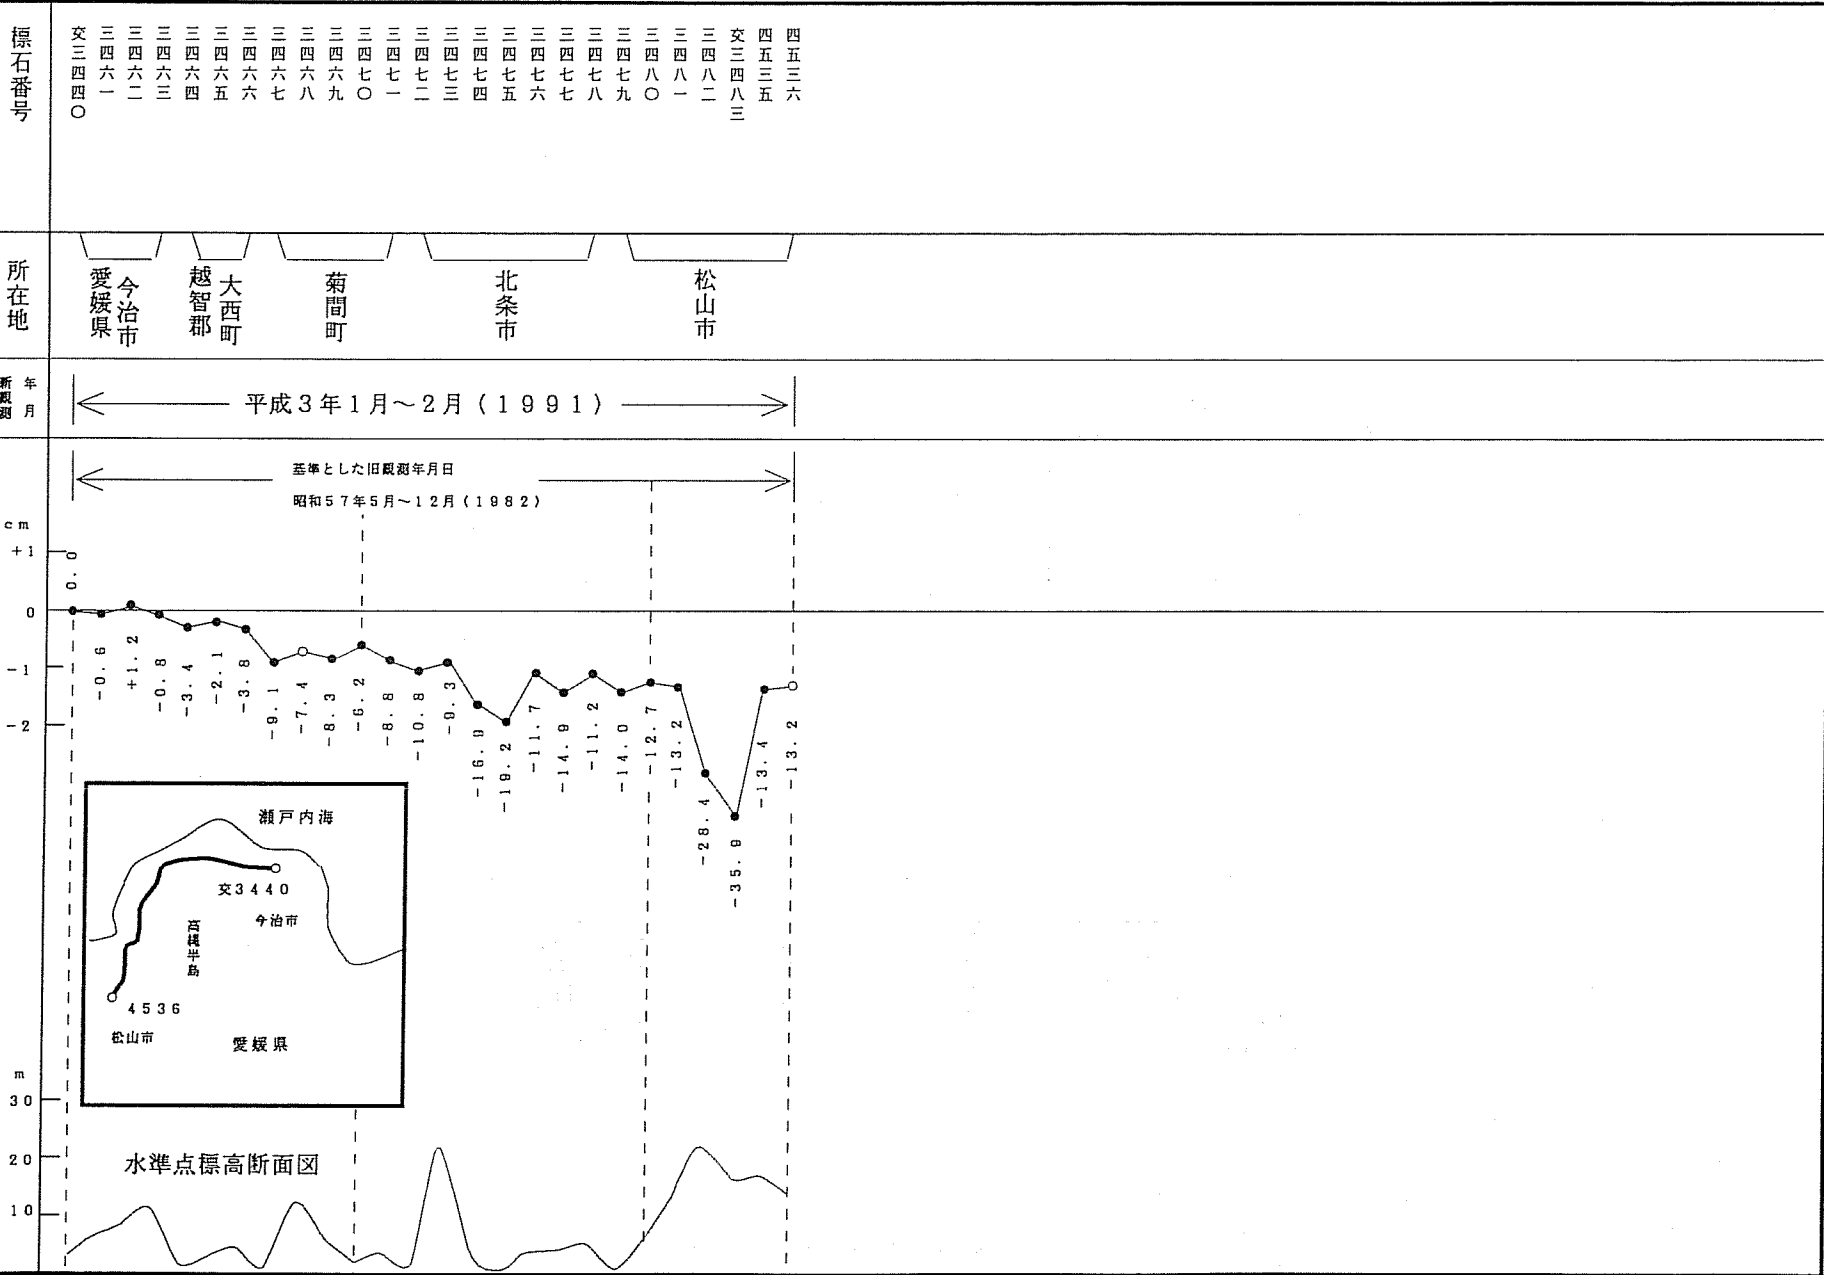 標石番号
交三四四〇
三四六一
三四六二
三四六三
三四六四
三四六五
三四六六
三四六七
三四六八
三四六九
三四七〇
三四七一
三四七二
三四七三
三四七四
三四七五
三四七六
三四七七
三四七八
三四七九
三四八〇
三四八一
三四八二
交三四八三
四五三五
四五三六
所在地
愛媛県
今治市
越智郡
大西町
菊間町
北条市
松山市
新観測
年月
平成3年1月～2月(1991)
基準とした旧観測年月日
昭和57年5月～12月(1982)
cm
+1
0
-1
-2
0.0
-0.6
+1.2
-0.8
-3.4
-2.1
-3.8
-9.1
-7.4
-8.3
-6.2
-8.8
-10.8
-9.3
-16.9
-19.2
-11.7
-14.9
-11.2
-14.0
-12.7
-13.2
-28.4
-35.9
-13.4
-13.2
瀬戸内海
交3440
今治市
高縄半島
4536
松山市
愛媛県
m
30
20
10
水準点標高断面図